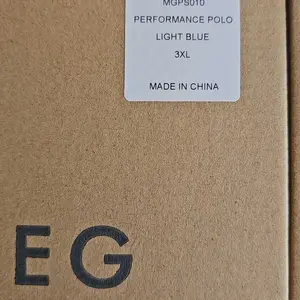 MGPS010
PERFORMANCE POLO
LIGHT BLUE
3XL
MADE IN CHINA
EG